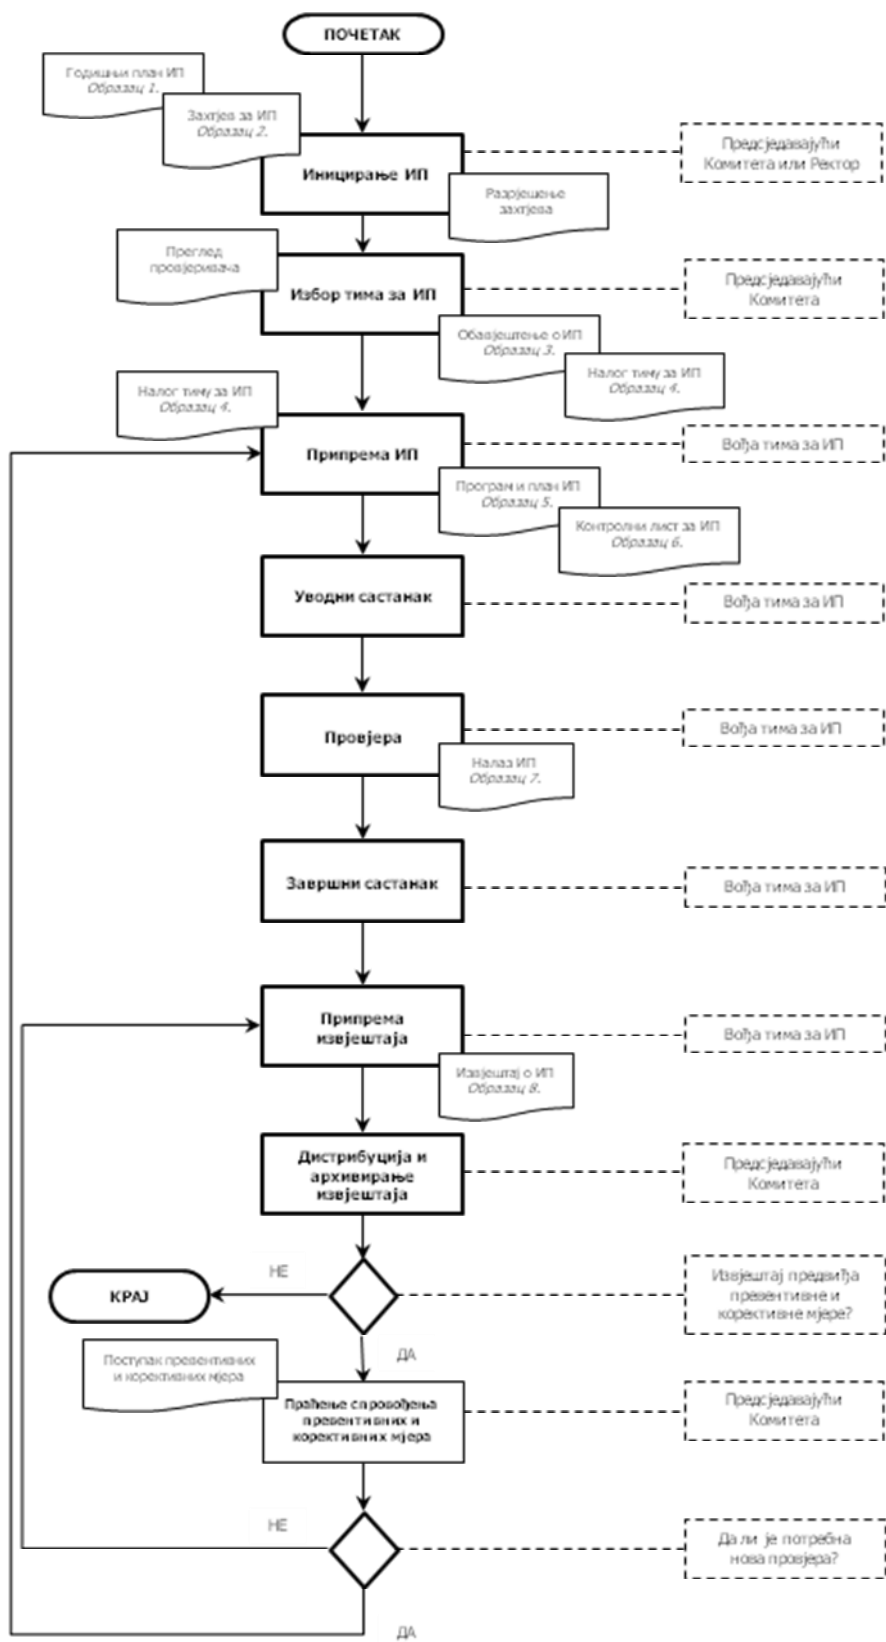 ПОЧЕТАК
Годишњи план ИП
Образац 1.
Захтјев за ИП
Образац 2.
Иницирање ИП
Предсједавајући
Комитета или Ректор
Разрјешење
захтјева
Преглед
провјеривача
Избор тима за ИП
Предсједавајући
Комитета
Обавјештење о ИП
Образац 3.
Налог тиму за ИП
Образац 4.
Налог тиму за ИП
Образац 4.
Припрема ИП
Вођа тима за ИП
Програм и план ИП
Образац 5.
Контролни лист за ИП
Образац 6.
Уводни састанак
Вођа тима за ИП
Провјера
Вођа тима за ИП
Налаз ИП
Образац 7.
Завршни састанак
Вођа тима за ИП
Припрема
извјештаја
Вођа тима за ИП
Извјештај о ИП
Образац 8.
Дистрибуција и
архивирање
извјештаја
Предсједавајући
Комитета
НЕ
КРАЈ
Извјештај предвиђа
превентивне и
корективне мјере?
ДА
Поступак превентивних
и корективних мјера
Праћење спровођења
превентивних и
корективних мјера
Предсједавајући
Комитета
НЕ
Да ли је потребна
нова провјера?
ДА